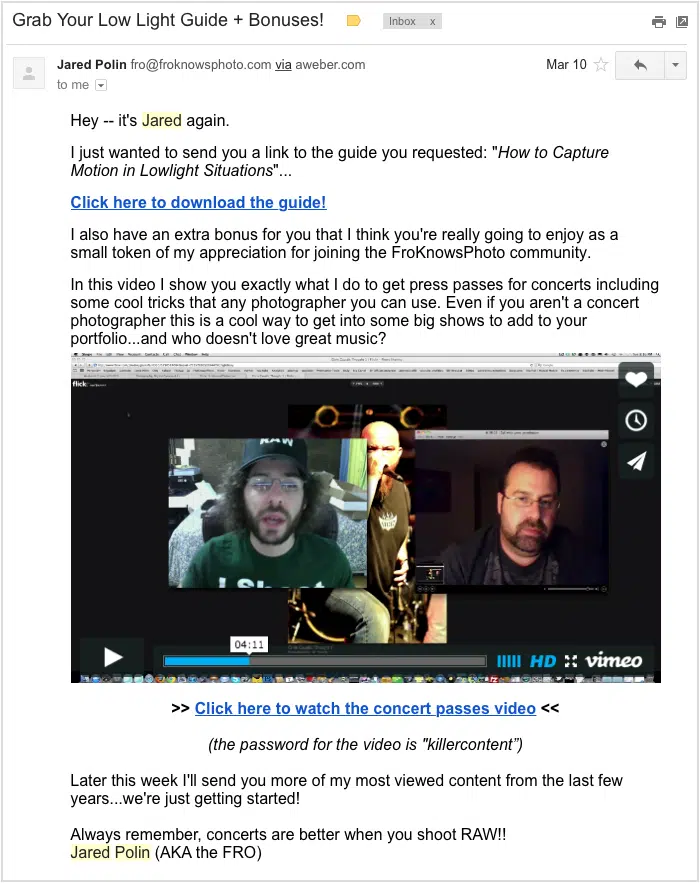 Grab Your Low Light Guide + Bonuses!
Inbox x
Jared Polin fro@froknowsphoto.com via aweber.com
Mar 10
to me
Hey -- it's Jared again.
I just wanted to send you a link to the guide you requested: "How to Capture
Motion in Lowlight Situations"...
Click here to download the guide!
I also have an extra bonus for you that I think you're really going to enjoy as a
small token of my appreciation for joining the FroKnowsPhoto community.
In this video I show you exactly what I do to get press passes for concerts including
some cool tricks that any photographer you can use. Even if you aren't a concert
photographer this is a cool way to get into some big shows to add to your
portfolio...and who doesn't love great music?
flickr
RAW
I Shoot
04:11
HD
vimeo
>> Click here to watch the concert passes video <<
(the password for the video is "killercontent”)
Later this week I'll send you more of my most viewed content from the last few
years...we're just getting started!
Always remember, concerts are better when you shoot RAW!!
Jared Polin (AKA the FRO)